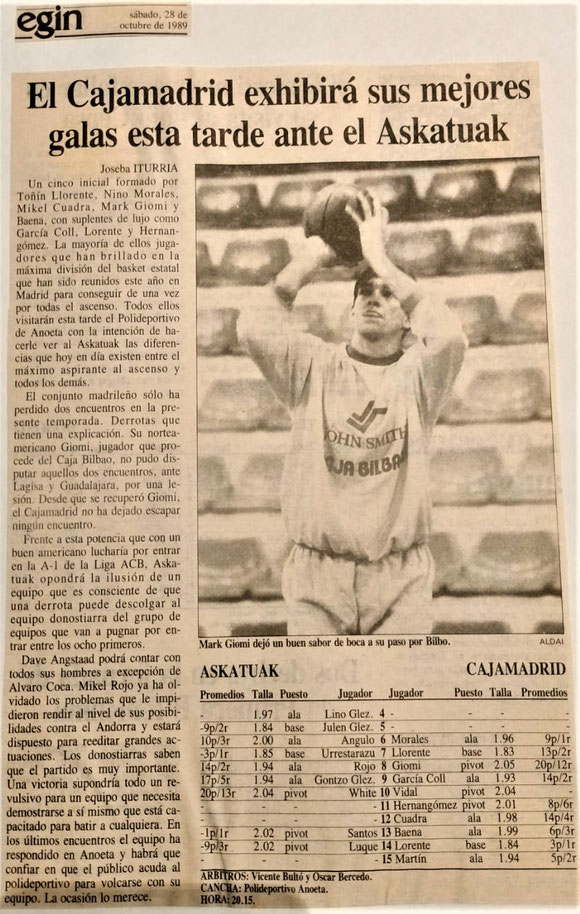 egin
sábado, 28 de
octubre de 1989
El Cajamadrid exhibirá sus mejores
galas esta tarde ante el Askatuak
Joseba ITURRIA
Un cinco inicial formado por
Toñín Llorente, Nino Morales,
Mikel Cuadra, Mark Giomi y
Baena, con suplentes de lujo como
García Coll, Lorente y Hernan-
gómez. La mayoría de ellos juga-
dores que han brillado en la
máxima división del basket estatal
que han sido reunidos este año en
Madrid para conseguir de una vez
por todas el ascenso. Todos ellos
visitarán esta tarde el Polideportivo
de Anoeta con la intención de ha-
cerle ver al Askatuak las diferen-
cias que hoy en día existen entre el
máximo aspirante al ascenso y
todos los demás.
El conjunto madrileño sólo ha
perdido dos encuentros en la pre-
sente temporada. Derrotas que
tienen una explicación. Su nortea-
mericano Giomi, jugador que pro-
cede del Caja Bilbao, no pudo dis-
putar aquellos dos encuentros, ante
Lagisa y Guadalajara, por una le-
sión. Desde que se recuperó Giomi,
el Cajamadrid no ha dejado escapar
ningún encuentro.
Frente a esta potencia que con un
buen americano lucharía por entrar
en la A-1 de la Liga ACB, Aska-
tuak opondrá la ilusión de un
equipo que es consciente de que
una derrota puede descolgar al
equipo donostiarra del grupo de
equipos que van a pugnar por en-
trar entre los ocho primeros.
Dave Angstaad podrá contar con
todos sus hombres a excepción de
Alvaro Coca. Mikel Rojo ya ha ol-
vidado los problemas que le impi-
dieron rendir al nivel de sus posibi-
lidades contra el Andorra y estará
dispuesto para reeditar grandes ac-
tuaciones. Los donostiarras saben
que el partido es muy importante.
Una victoria supondría todo un re-
vulsivo para un equipo que necesita
demostrarse a sí mismo que está ca-
pacitado para batir a cualquiera. En
los últimos encuentros el equipo ha
respondido en Anoeta y habrá que
confiar en que el público acuda al
polideportivo para volcarse con su
equipo. La ocasión lo merece.
JOHN SMITH
CAJA BILBAO
Mark Giomi dejó un buen sabor de boca a su paso por Bilbo. ALDAI
ASKATUAK CAJAMADRID
Promedios Talla Puesto Jugador Jugador Puesto Talla Promedios
- 1.97 ala Lino Glez. 4 - - - -
-9p/2r 1.84 base Julen Glez. 5 - - - -
10p/3r 2.00 ala Angulo 6 Morales ala 1.96 9p/1r
-3p/1r 1.85 base Urrestarazu 7 Llorente base 1.83 13p/2r
14p/2r 1.94 ala Rojo 8 Giomi pivot 2.05 20p/12r
17p/5r 1.94 ala Gontzo Glez. 9 García Coll ala 1.93 14p/2r
20p/13r 2.04 pivot White 10 Vidal pivot 2.04 -
- - - - 11 Hernangómez pivot 2.01 8p/6r
- - - - 12 Cuadra ala 1.98 14p/4r
-1p/1r 2.02 pivot Santos 13 Baena ala 1.99 6p/3r
-9p/3r 2.02 pivot Luque 14 Lorente base 1.84 3p/1r
- - - - 15 Martín ala 1.94 5p/2r
ARBITROS: Vicente Bultó y Oscar Bercedo.
CANCHA: Polideportivo Anoeta.
HORA: 20.15.